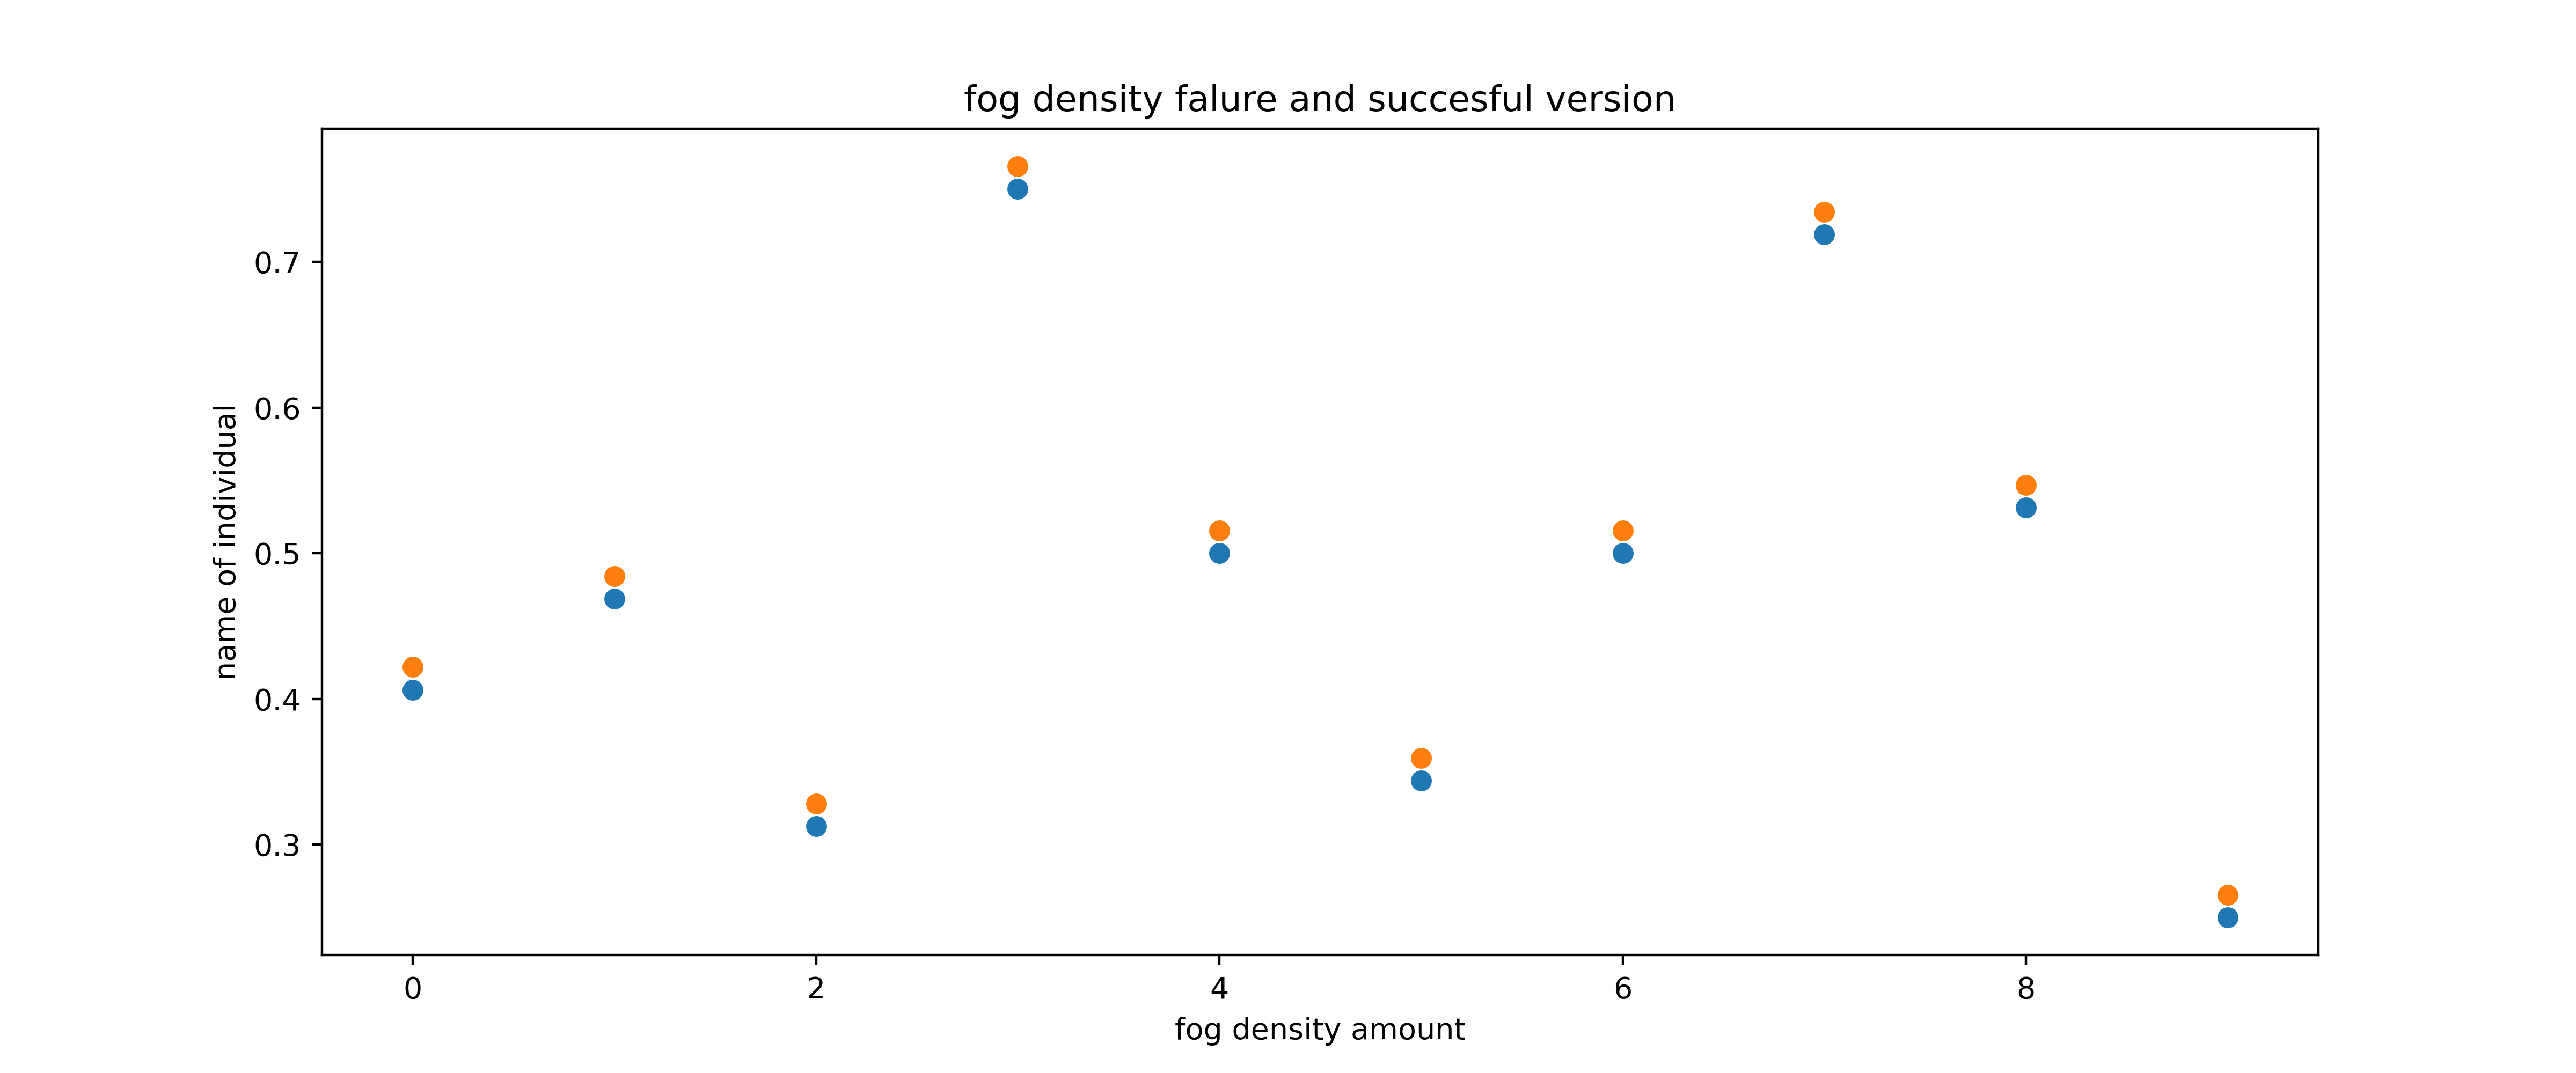 fog density falure and succesful version
name of individual
0.7
0.6
0.5
0.4
0.3
0 2 4 6 8
fog density amount